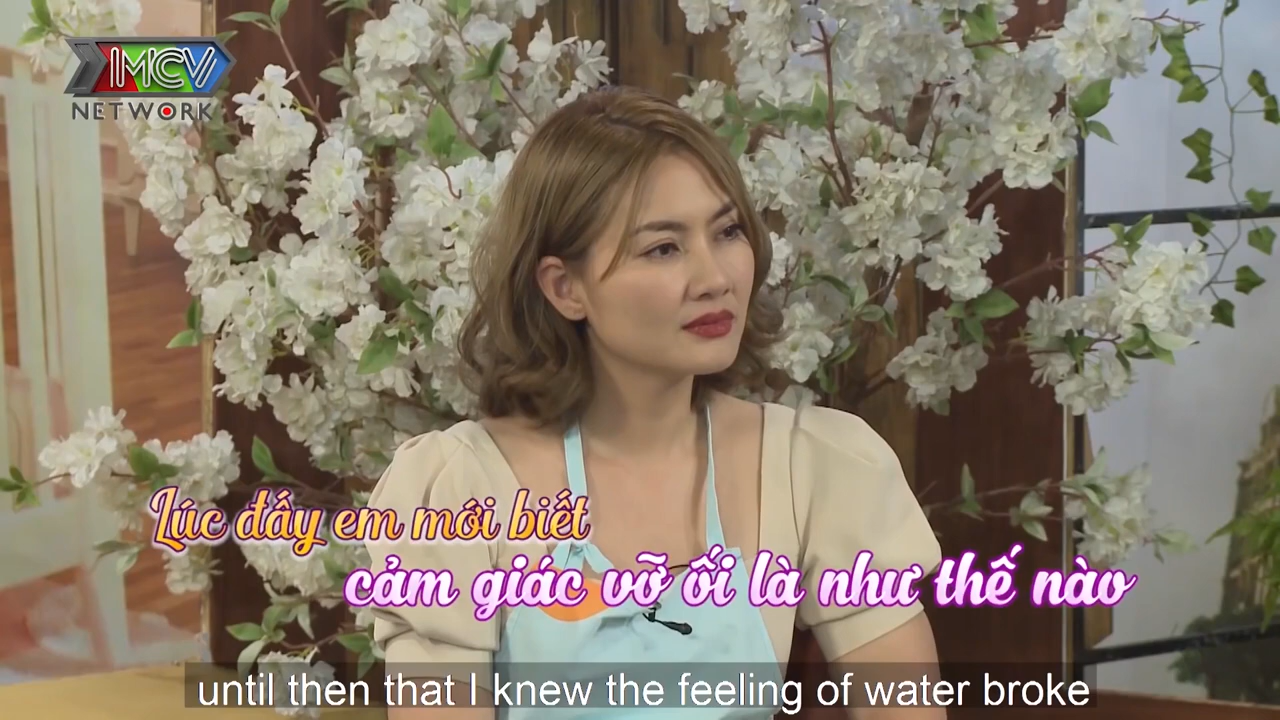 MCV
NETWORK
Lúc đấy em mới biết
cảm giác vỡ ối là như thế nào
until then that I knew the feeling of water broke